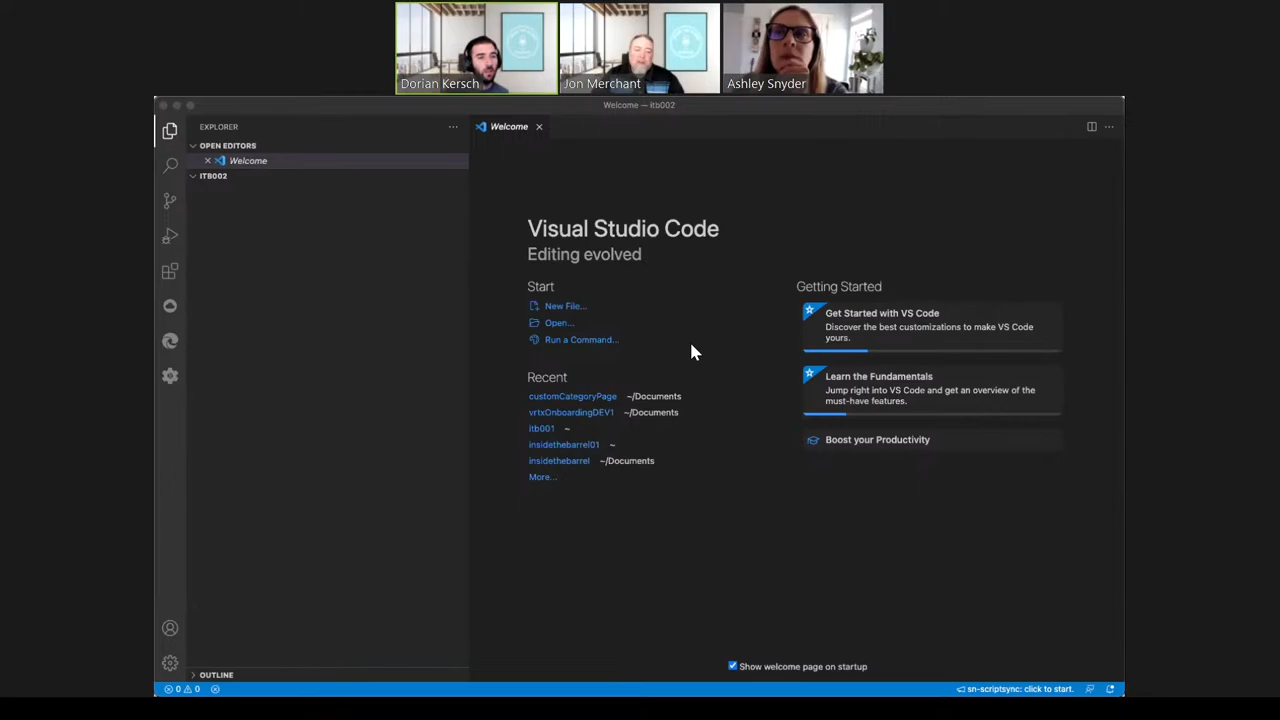 Dorian Kersch
Jon Merchant
Ashley Snyder
Welcome — itb002
EXPLORER
OPEN EDITORS
Welcome
ITB002
OUTLINE
Welcome
Visual Studio Code
Editing evolved
Start
New File...
Open...
Run a Command...
Recent
customCategoryPage ~/Documents
vrtxOnboardingDEV1 ~/Documents
itb001 ~
insidethebarrel01 ~
insidethebarrel ~/Documents
More...
Getting Started
Get Started with VS Code
Discover the best customizations to make VS Code
yours.
Learn the Fundamentals
Jump right into VS Code and get an overview of the
must-have features.
Boost your Productivity
Show welcome page on startup
0 0
sn-scriptsync: click to start.